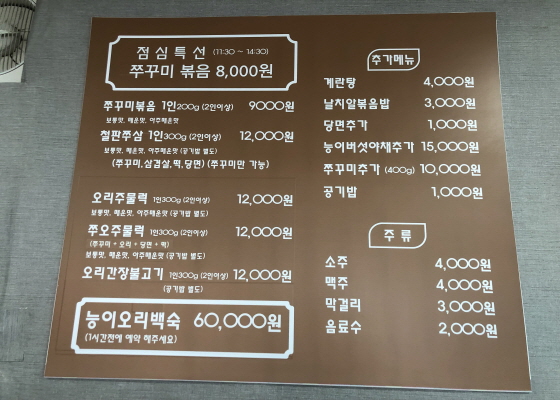 점심특선 (11:30 ~ 14:30)
쭈꾸미 볶음 8,000원
쭈꾸미볶음 1인200g (2인이상) 9000원
보통맛, 매운맛, 아주매운맛
철판쭈삼 1인300g (2인이상) 12,000원
보통맛, 매운맛, 아주매운맛 (공기밥 별도)
(쭈꾸미,삼겹살,떡,당면) (쭈꾸미만 가능)
오리주물럭 1인300g (2인이상) 12,000원
보통맛, 매운맛, 아주매운맛 (공기밥 별도)
쭈오주물럭 1인300g (2인이상) 12,000원
(쭈꾸미 + 오리 + 당면 + 떡)
보통맛, 매운맛, 아주매운맛 (공기밥 별도)
오리간장불고기 1인300g (2인이상) 12,000원
(공기밥 별도)
능이오리백숙 60,000원
(1시간전에 예약 해주세요)
추가메뉴
계란탕 4,000원
날치알볶음밥 3,000원
당면추가 1,000원
능이버섯야채추가 15,000원
쭈꾸미추가 (400g) 10,000원
공기밥 1,000원
주 류
소주 4,000원
맥주 4,000원
막걸리 3,000원
음료수 2,000원